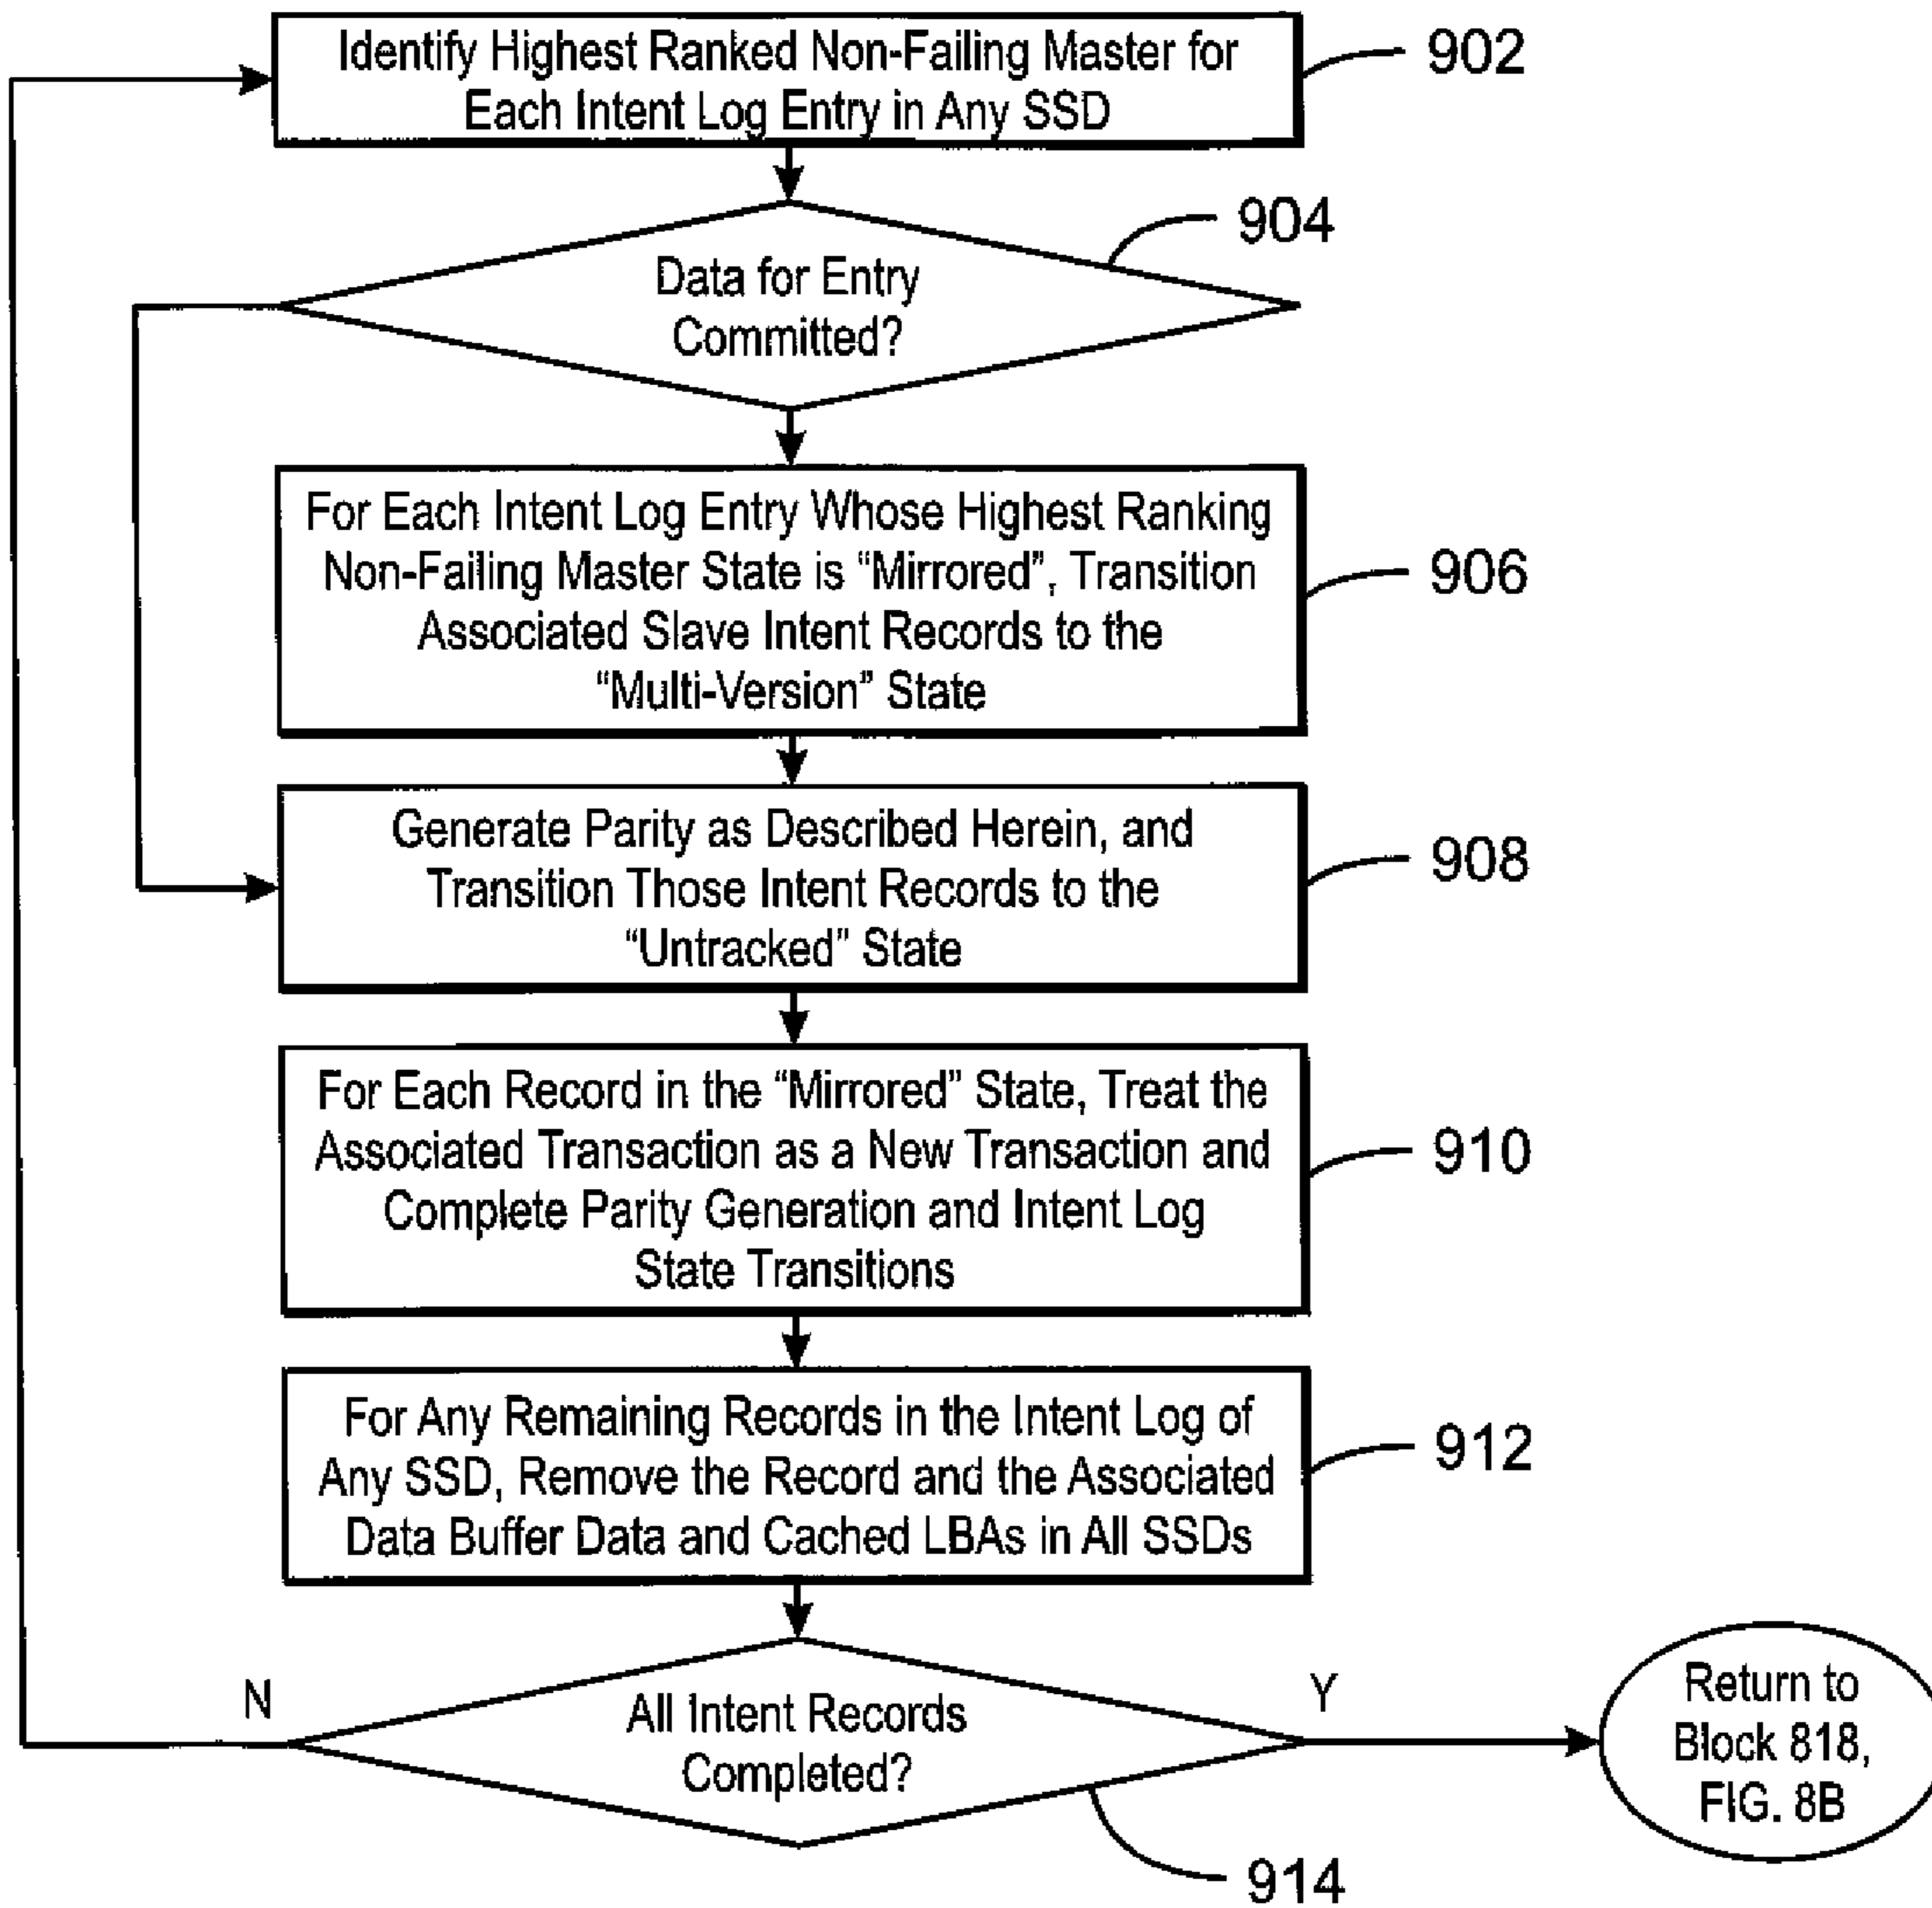 Identify Highest Ranked Non-Failing Master for
Each Intent Log Entry in Any SSD
902
904
Data for Entry
Committed?
For Each Intent Log Entry Whose Highest Ranking
Non-Failing Master State is “Mirrored”, Transition
Associated Slave Intent Records to the
“Multi-Version” State
906
Generate Parity as Described Herein, and
Transition Those Intent Records to the
“Untracked” State
908
For Each Record in the “Mirrored” State, Treat the
Associated Transaction as a New Transaction and
Complete Parity Generation and Intent Log
State Transitions
910
For Any Remaining Records in the Intent Log of
Any SSD, Remove the Record and the Associated
Data Buffer Data and Cached LBAs in All SSDs
912
N
All Intent Records
Completed?
Y
914
Return to
Block 818,
FIG. 8B